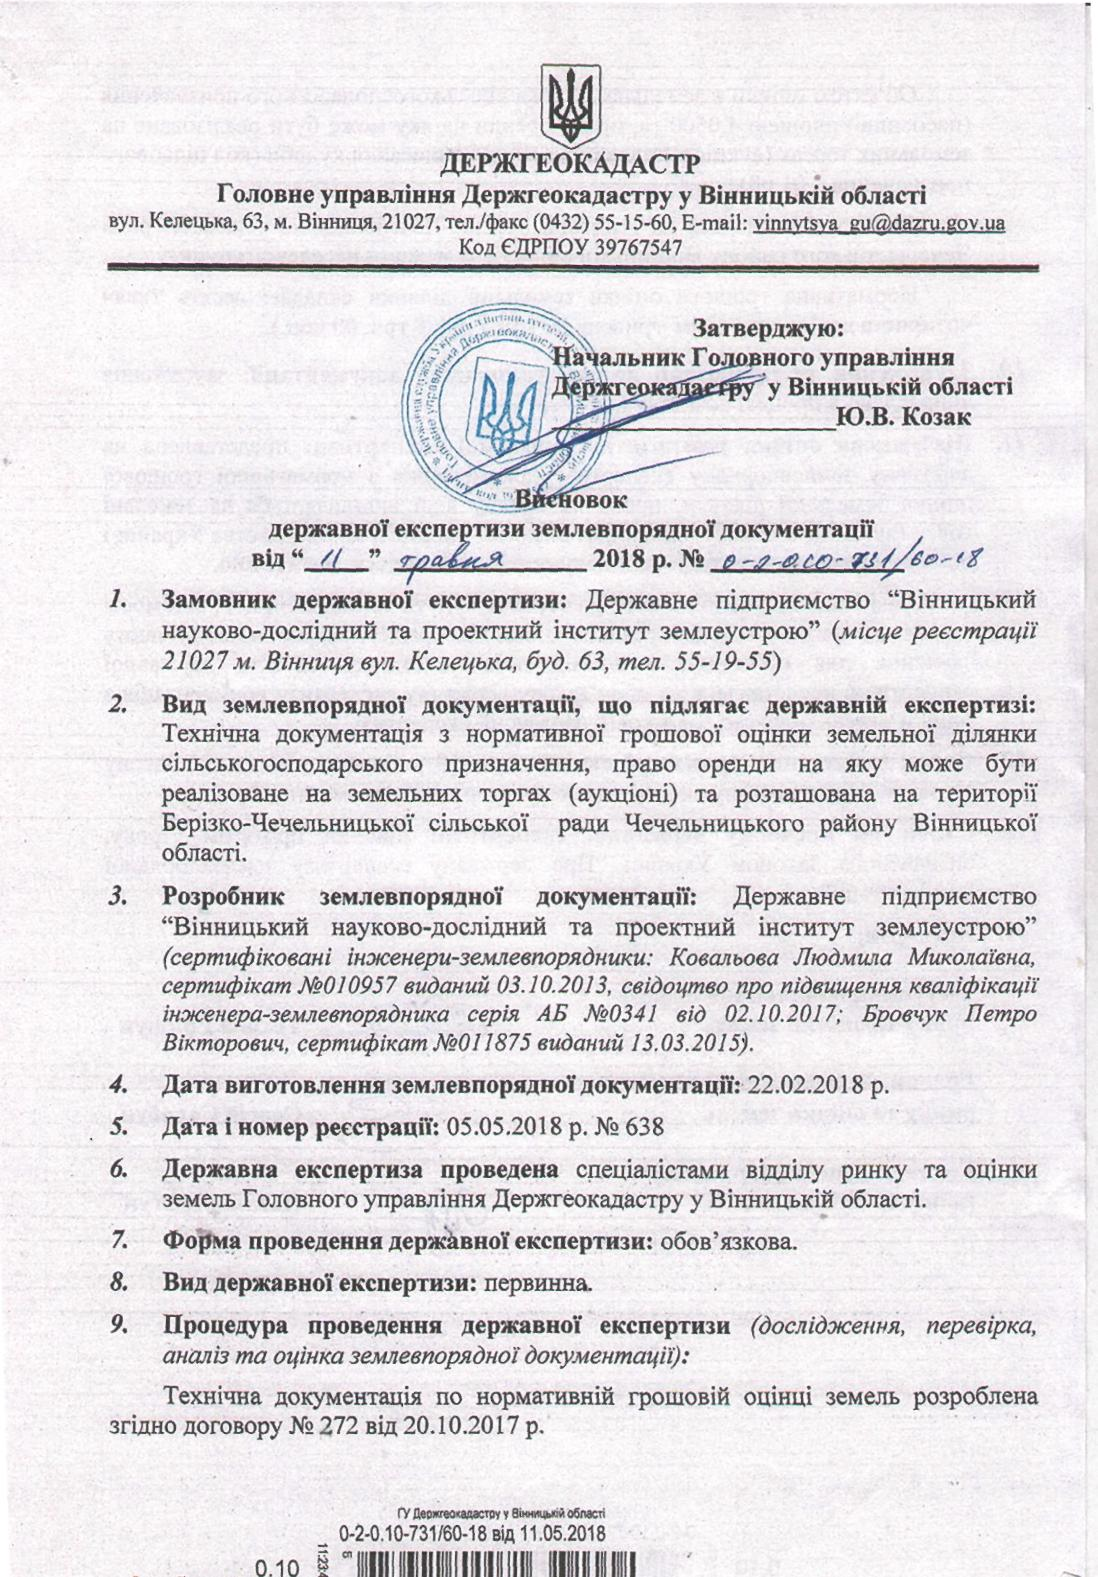 ДЕРЖГЕОКАДАСТР
Головне управління Держгеокадастру у Вінницькій області
вул. Келецька, 63, м. Вінниця, 21027, тел./факс (0432) 55-15-60, E-mail: vinnytsya_gu@dazru.gov.ua
Код ЄДРПОУ 39767547
Затверджую:
Начальник Головного управління
Держгеокадастру у Вінницькій області
Ю.В. Козак
Висновок
державної експертизи землевпорядної документації
від “ 11 ” травня 2018 р. № 0-2-0.10-731/60-18
1. Замовник державної експертизи: Державне підприємство “Вінницький
науково-дослідний та проектний інститут землеустрою” (місце реєстрації
21027 м. Вінниця вул. Келецька, буд. 63, тел. 55-19-55)
2. Вид землевпорядної документації, що підлягає державній експертизі:
Технічна документація з нормативної грошової оцінки земельної ділянки
сільськогосподарського призначення, право оренди на яку може бути
реалізоване на земельних торгах (аукціоні) та розташована на території
Берізко-Чечельницької сільської ради Чечельницького району Вінницької
області.
3. Розробник землевпорядної документації: Державне підприємство
“Вінницький науково-дослідний та проектний інститут землеустрою”
(сертифіковані інженери-землевпорядники: Ковальова Людмила Миколаївна,
сертифікат №010957 виданий 03.10.2013, свідоцтво про підвищення кваліфікації
інженера-землевпорядника серія АБ №0341 від 02.10.2017; Бровчук Петро
Вікторович, сертифікат №011875 виданий 13.03.2015).
4. Дата виготовлення землевпорядної документації: 22.02.2018 р.
5. Дата і номер реєстрації: 05.05.2018 р. № 638
6. Державна експертиза проведена спеціалістами відділу ринку та оцінки
земель Головного управління Держгеокадастру у Вінницькій області.
7. Форма проведення державної експертизи: обов’язкова.
8. Вид державної експертизи: первинна.
9. Процедура проведення державної експертизи (дослідження, перевірка,
аналіз та оцінка землевпорядної документації):
Технічна документація по нормативній грошовій оцінці земель розроблена
згідно договору № 272 від 20.10.2017 р.
ГУ Держгеокадастру у Вінницькій області
0-2-0.10-731/60-18 від 11.05.2018
0.10